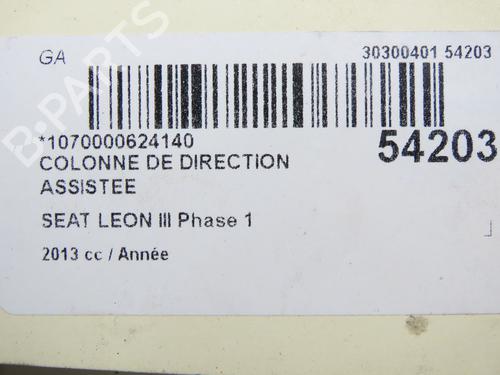 GA
30300401 54203
*1070000624140
54203
COLONNE DE DIRECTION
ASSISTEE
SEAT LEON III Phase 1
2013 cc / Année
B-PARTS